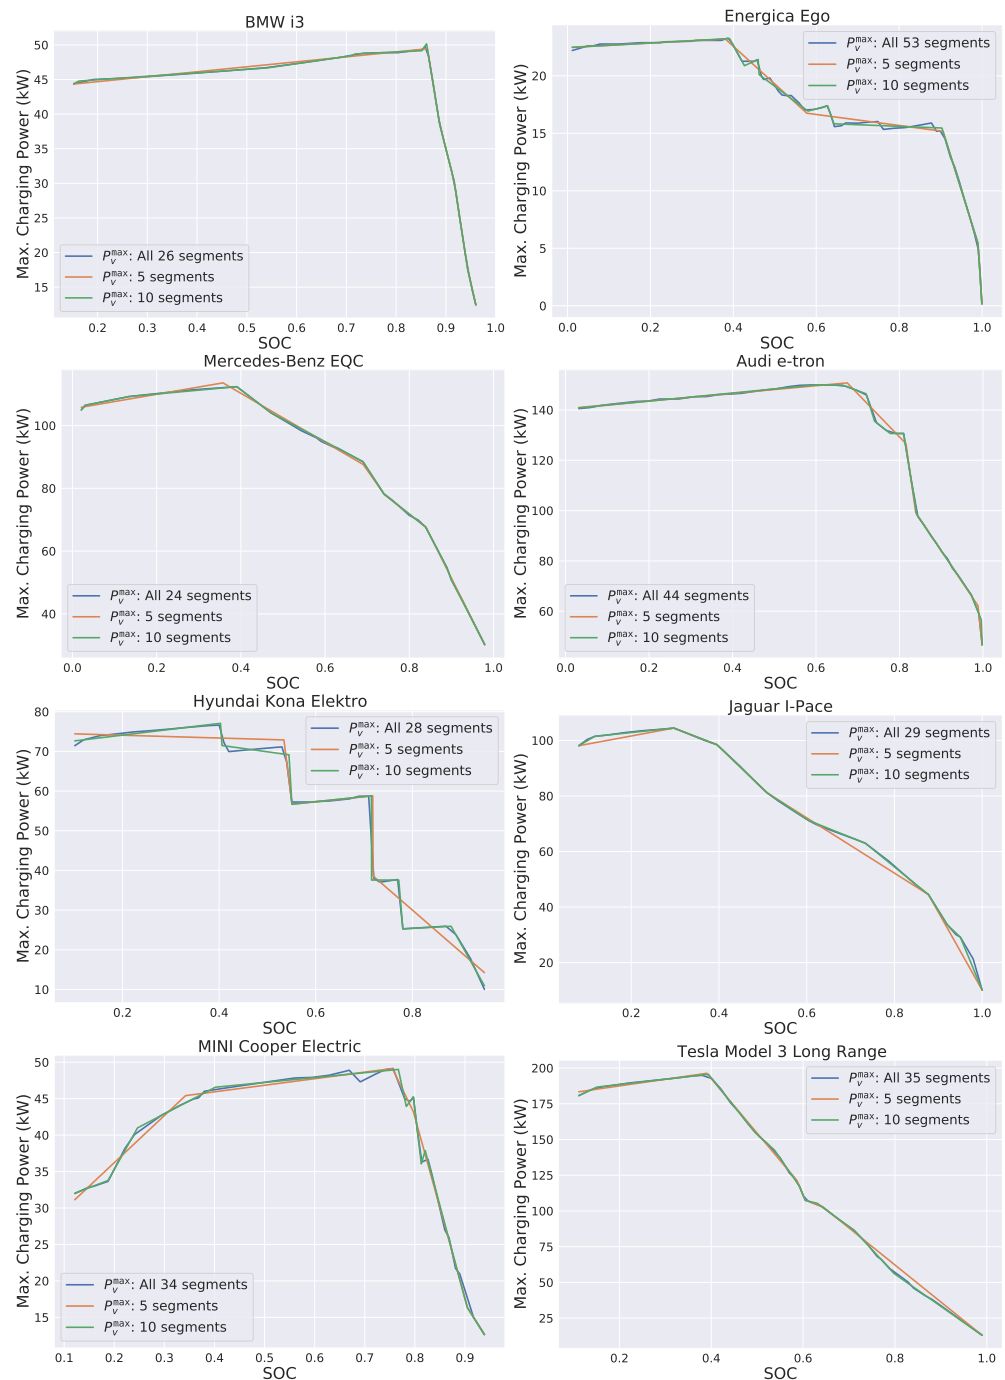 BMW i3
Max. Charging Power (kW)
50
45
40
35
30
25
20
15
P_v^max: All 26 segments
P_v^max: 5 segments
P_v^max: 10 segments
0.2 0.3 0.4 0.5 0.6 0.7 0.8 0.9 1.0
SOC
Energica Ego
Max. Charging Power (kW)
20
15
10
5
0
P_v^max: All 53 segments
P_v^max: 5 segments
P_v^max: 10 segments
0.0 0.2 0.4 0.6 0.8 1.0
SOC
Mercedes-Benz EQC
Max. Charging Power (kW)
100
80
60
40
P_v^max: All 24 segments
P_v^max: 5 segments
P_v^max: 10 segments
0.0 0.2 0.4 0.6 0.8 1.0
SOC
Audi e-tron
Max. Charging Power (kW)
140
120
100
80
60
P_v^max: All 44 segments
P_v^max: 5 segments
P_v^max: 10 segments
0.0 0.2 0.4 0.6 0.8 1.0
SOC
Hyundai Kona Elektro
Max. Charging Power (kW)
80
70
60
50
40
30
20
10
P_v^max: All 28 segments
P_v^max: 5 segments
P_v^max: 10 segments
0.2 0.4 0.6 0.8
SOC
Jaguar I-Pace
Max. Charging Power (kW)
100
80
60
40
20
P_v^max: All 29 segments
P_v^max: 5 segments
P_v^max: 10 segments
0.2 0.4 0.6 0.8 1.0
SOC
MINI Cooper Electric
Max. Charging Power (kW)
50
45
40
35
30
25
20
15
P_v^max: All 34 segments
P_v^max: 5 segments
P_v^max: 10 segments
0.1 0.2 0.3 0.4 0.5 0.6 0.7 0.8 0.9
SOC
Tesla Model 3 Long Range
Max. Charging Power (kW)
200
175
150
125
100
75
50
25
P_v^max: All 35 segments
P_v^max: 5 segments
P_v^max: 10 segments
0.2 0.4 0.6 0.8 1.0
SOC